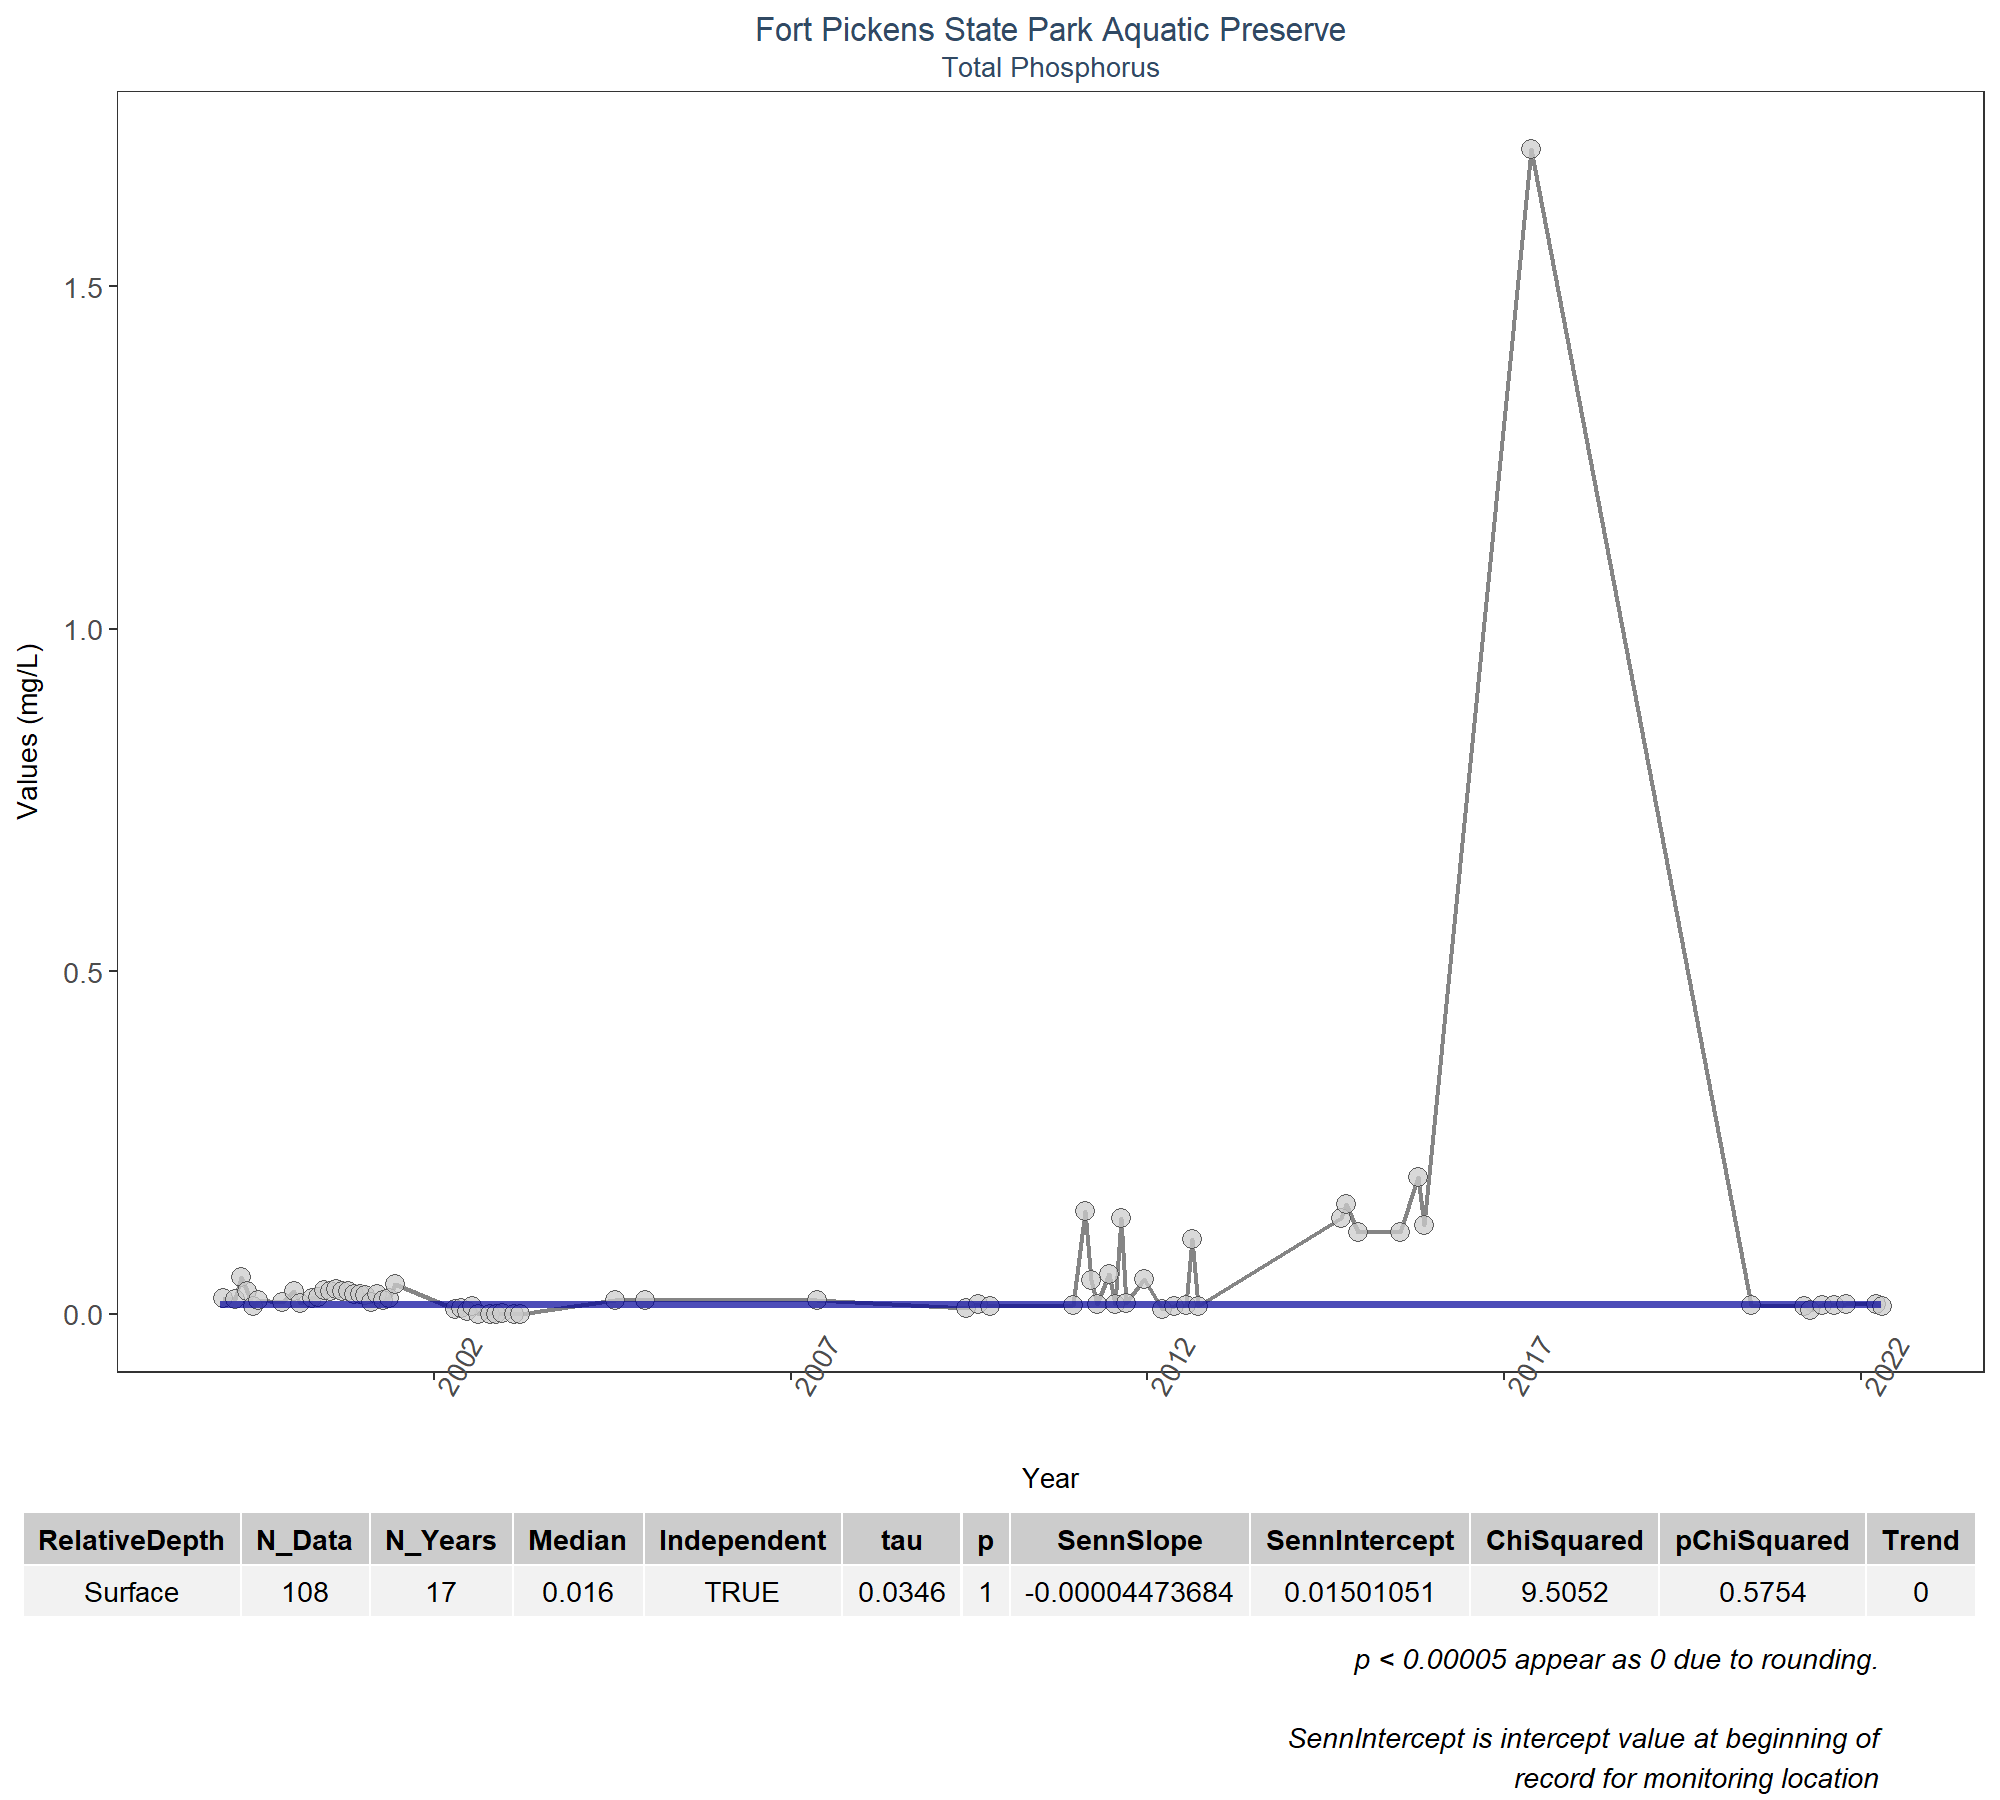 Fort Pickens State Park Aquatic Preserve
Total Phosphorus
Values (mg/L)
1.5
1.0
0.5
0.0
2002 2007 2012 2017 2022
Year
RelativeDepth N_Data N_Years Median Independent tau p SennSlope SennIntercept ChiSquared pChiSquared Trend
Surface 108 17 0.016 TRUE 0.0346 1 -0.00004473684 0.01501051 9.5052 0.5754 0
p < 0.00005 appear as 0 due to rounding.
SennIntercept is intercept value at beginning of
record for monitoring location